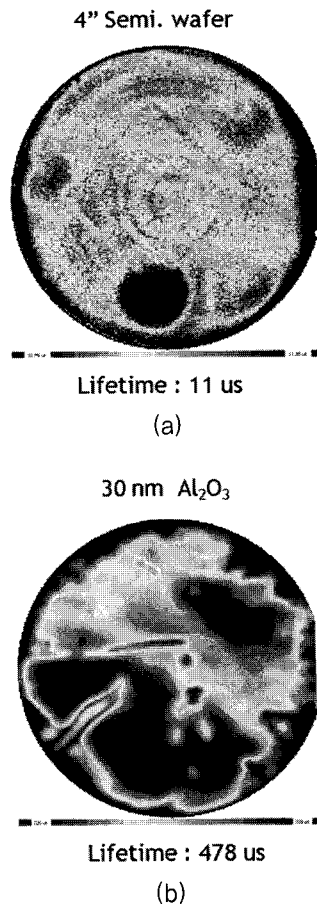 4” Semi. wafer
Lifetime : 11 us
(a)
30 nm Al₂O₃
Lifetime : 478 us
(b)